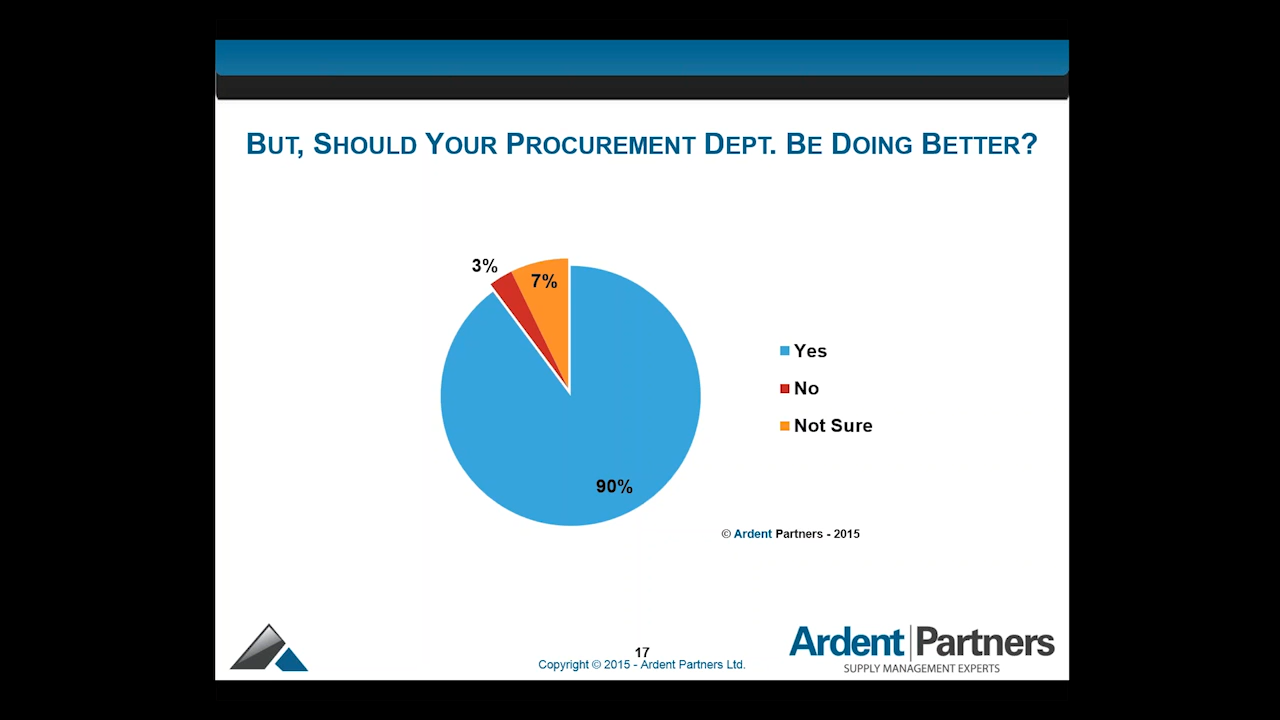 BUT, SHOULD YOUR PROCUREMENT DEPT. BE DOING BETTER?
3%
7%
90%
Yes
No
Not Sure
© Ardent Partners - 2015
17
Copyright © 2015 - Ardent Partners Ltd.
Ardent Partners
SUPPLY MANAGEMENT EXPERTS